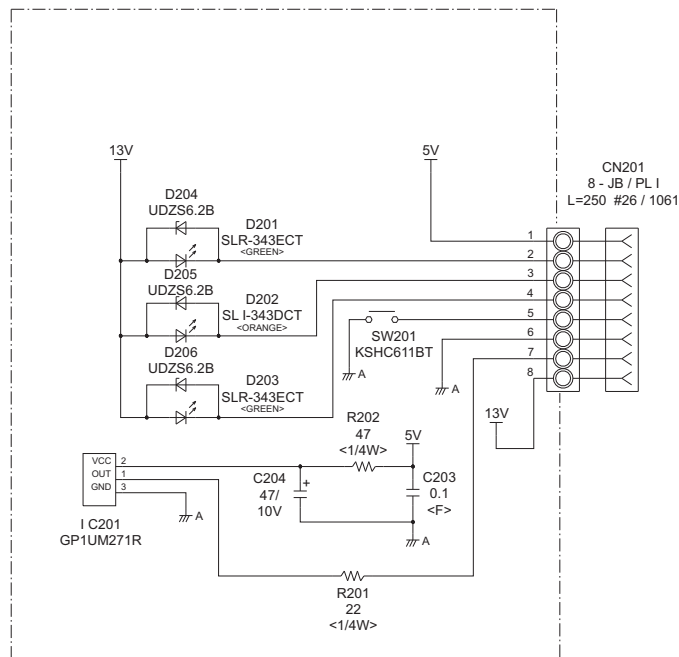 13V
5V
CN201
8 - JB / PL I
L=250 #26 / 1061
D204
UDZS6.2B
D201
SLR-343ECT
<GREEN>
1
2
3
4
5
6
7
8
D205
UDZS6.2B
D202
SL I-343DCT
<ORANGE>
SW201
KSHC611BT
A
A
D206
UDZS6.2B
D203
SLR-343ECT
<GREEN>
13V
R202
47
<1/4W>
5V
VCC 2
OUT 1
GND 3
A
I C201
GP1UM271R
C204
47/
10V
+
C203
0.1
<F>
A
R201
22
<1/4W>